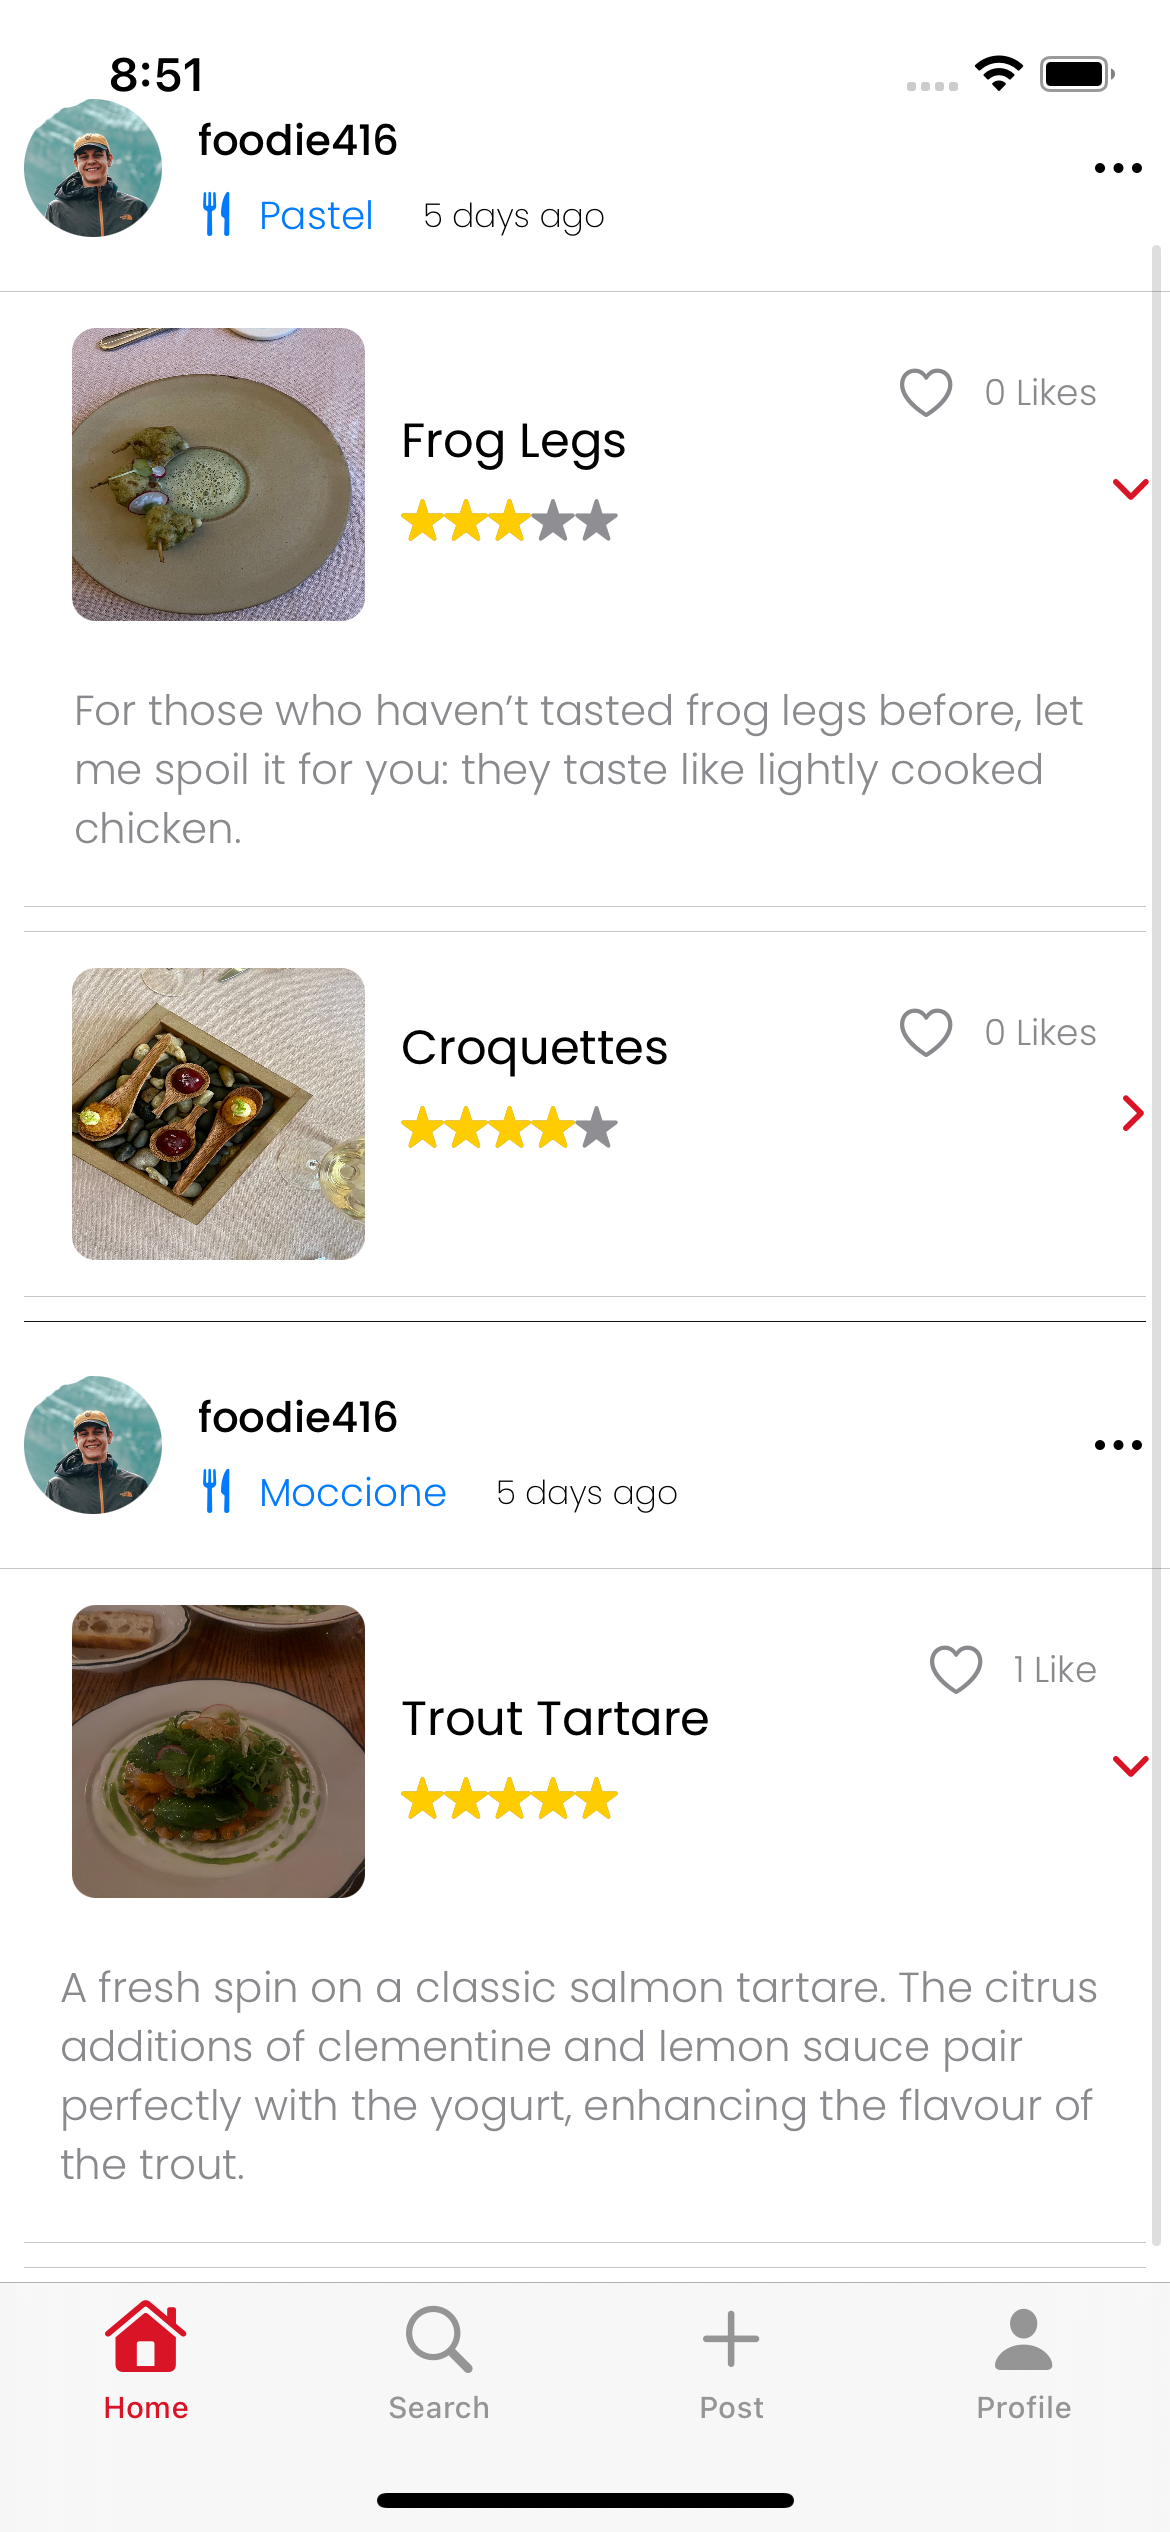 8:51
foodie416
Pastel 5 days ago
0 Likes
Frog Legs
For those who haven’t tasted frog legs before, let
me spoil it for you: they taste like lightly cooked
chicken.
0 Likes
Croquettes
foodie416
Moccione 5 days ago
1 Like
Trout Tartare
A fresh spin on a classic salmon tartare. The citrus
additions of clementine and lemon sauce pair
perfectly with the yogurt, enhancing the flavour of
the trout.
Home Search Post Profile